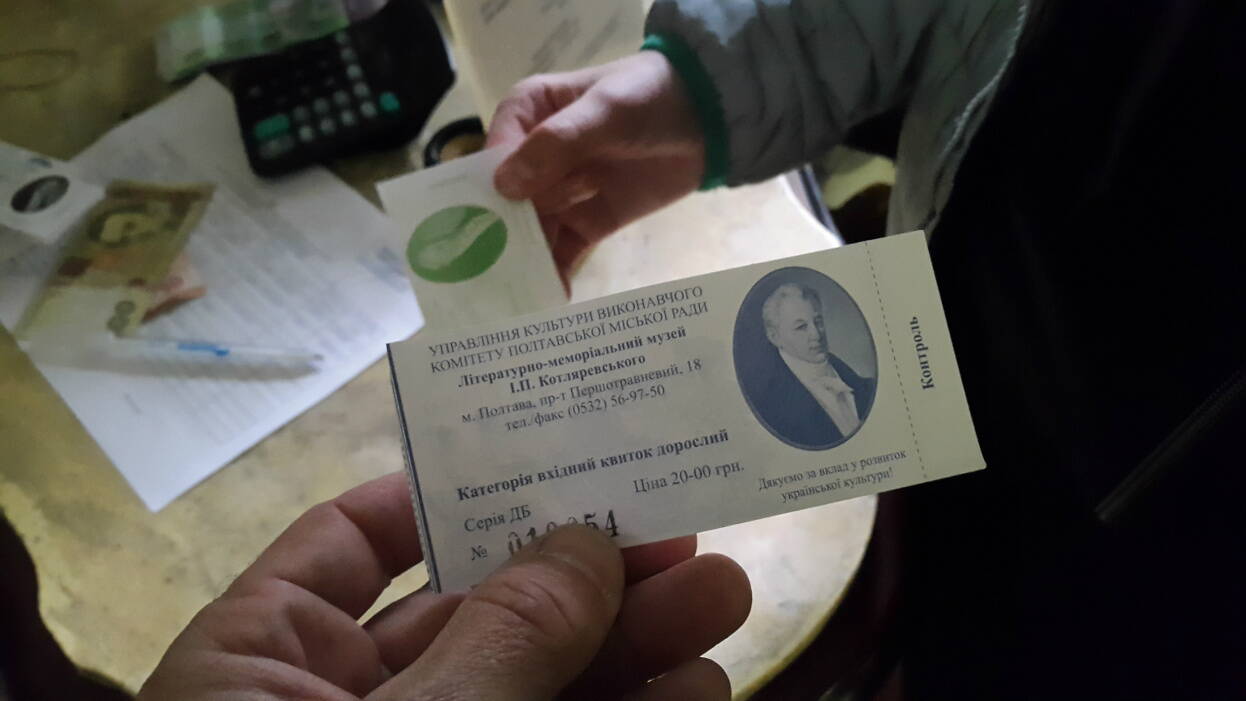 УПРАВЛІННЯ КУЛЬТУРИ ВИКОНАВЧОГО
КОМІТЕТУ ПОЛТАВСЬКОЇ МІСЬКОЇ РАДИ
Літературно-меморіальний музей
І.П. Котляревського
м. Полтава, пр-т Першотравневий, 18
тел./факс (0532) 56-97-50
Категорія вхідний квиток дорослий
Ціна 20-00 грн.
Серія ДБ
№
Дякуємо за вклад у розвиток
української культури!
Контроль